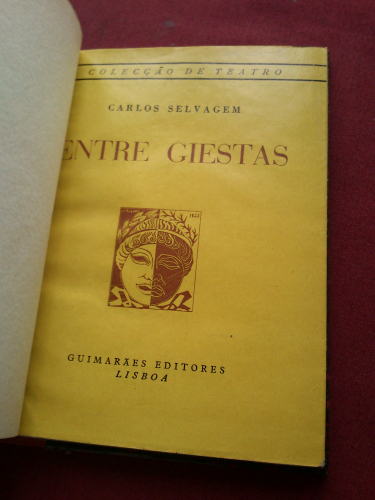 COLECÇÃO DE TEATRO
CARLOS SELVAGEM
ENTRE GIESTAS
GUIMARÃES EDITORES
LISBOA